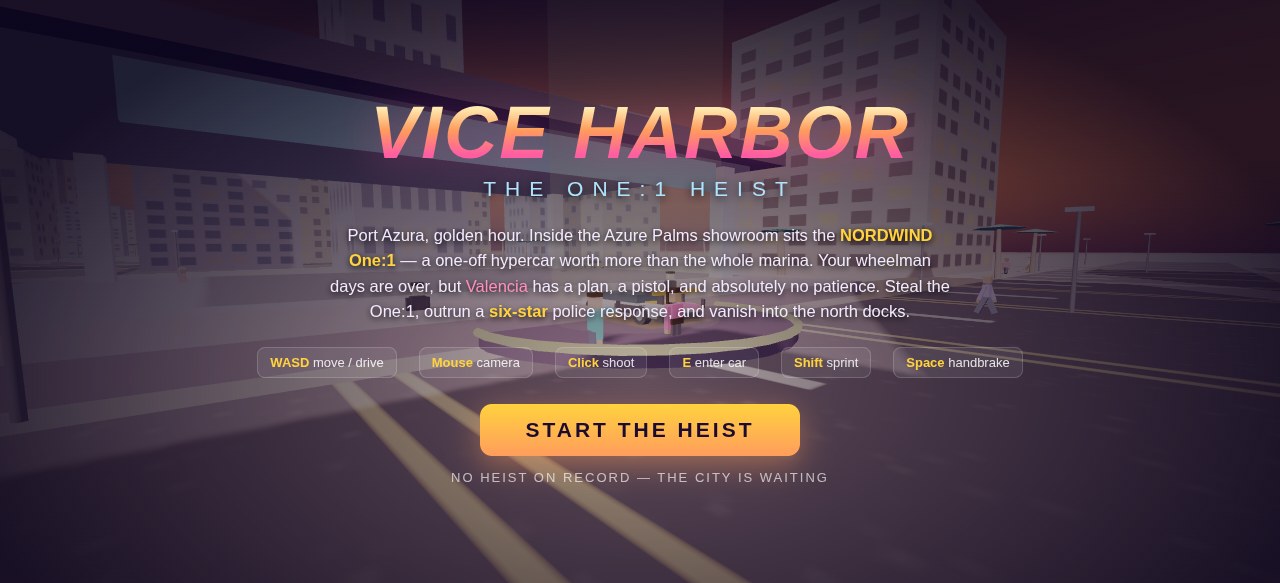 VICE HARBOR
THE ONE:1 HEIST
Port Azura, golden hour. Inside the Azure Palms showroom sits the NORDWIND
One:1 — a one-off hypercar worth more than the whole marina. Your wheelman
days are over, but Valencia has a plan, a pistol, and absolutely no patience. Steal the
One:1, outrun a six-star police response, and vanish into the north docks.
WASD move / drive Mouse camera Click shoot E enter car Shift sprint Space handbrake
START THE HEIST
NO HEIST ON RECORD — THE CITY IS WAITING